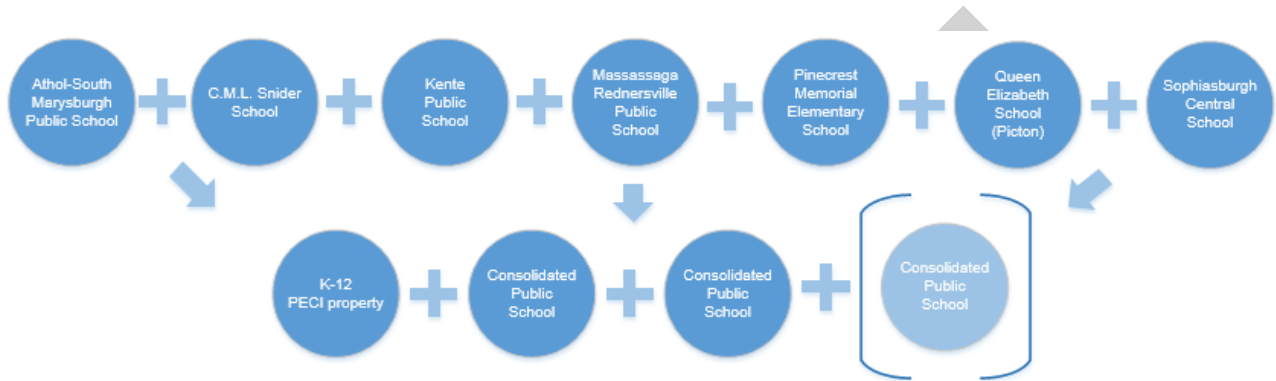 Athol-South
Marysburgh
Public School
C.M.L. Snider
School
Kente
Public
School
Massassaga
Rednersville
Public
School
Pinecrest
Memorial
Elementary
School
Queen
Elizabeth
School
(Picton)
Sophiasburgh
Central
School
K-12
PECI property
Consolidated
Public
School
Consolidated
Public
School
Consolidated
Public
School